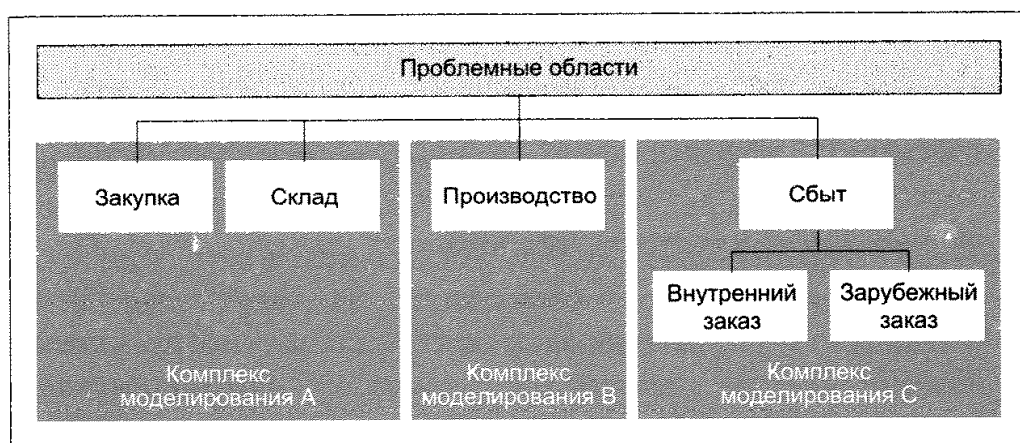 Проблемные области
Закупка
Склад
Производство
Сбыт
Внутренний
заказ
Зарубежный
заказ
Комплекс
моделирования A
Комплекс
моделирования B
Комплекс
моделирования C